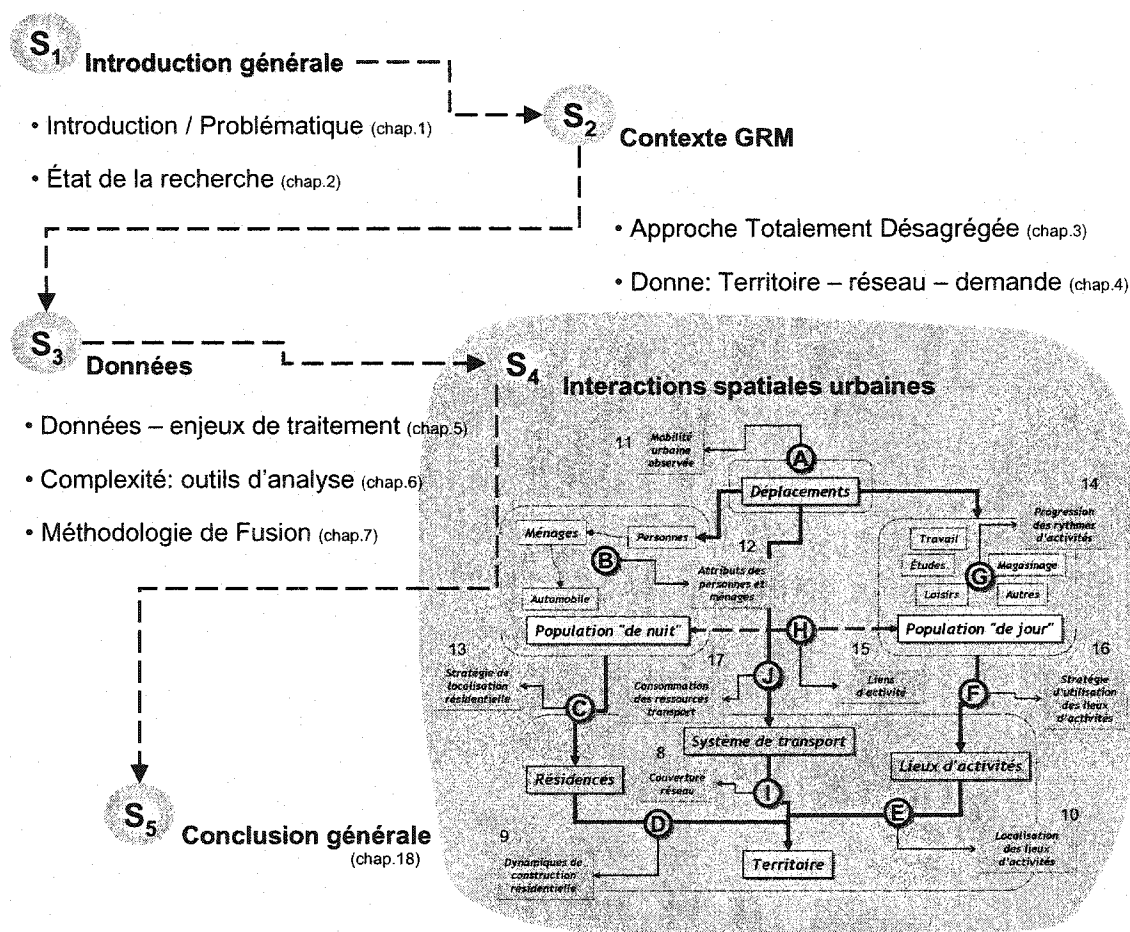 S1
Introduction générale
• Introduction / Problématique (chap.1)
• État de la recherche (chap.2)
S2
Contexte GRM
• Approche Totalement Désagrégée (chap.3)
• Donne: Territoire – réseau – demande (chap.4)
S3
Données
• Données – enjeux de traitement (chap.5)
• Complexité: outils d'analyse (chap.6)
• Méthodologie de Fusion (chap.7)
S4
Interactions spatiales urbaines
11
Mobilité
urbaine
observée
A
Déplacements
14
Progression
des rythmes
d'activités
Ménages
Personnes
B
Automobile
12
Attributs des
personnes et
ménages
Travail
Études
Magasinage
G
Loisirs
Autres
Population "de nuit"
H
Population "de jour"
13
Stratégie de
localisation
résidentielle
C
17
Consommation
des ressources
transport
J
15
Liens
d'activité
16
F
Stratégie
d'utilisation
des lieux
d'activités
Système de transport
Résidences
8
Couverture
réseau
I
Lieux d'activités
D
E
9
Dynamiques de
construction
résidentielle
Territoire
10
Localisation
des lieux
d'activités
S5
Conclusion générale
(chap.18)